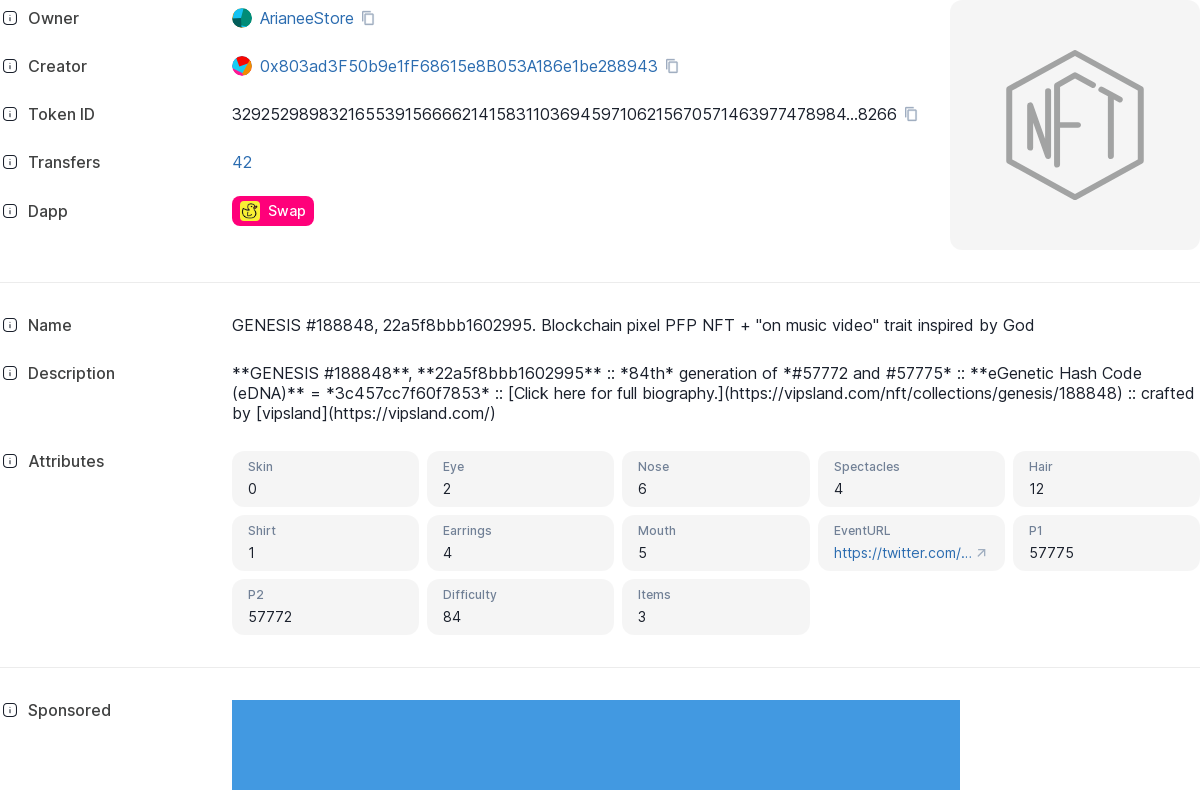 Owner ArianeeStore
Creator 0x803ad3F50b9e1fF68615e8B053A186e1be288943
Token ID 32925298983216553915666621415831103694597106215670571463977478984...8266
Transfers 42
Dapp Swap
NFT
Name GENESIS #188848, 22a5f8bbb1602995. Blockchain pixel PFP NFT + "on music video" trait inspired by God
Description **GENESIS #188848**, **22a5f8bbb1602995** :: *84th* generation of *#57772 and #57775* :: **eGenetic Hash Code
(eDNA)** = *3c457cc7f60f7853* :: [Click here for full biography.](https://vipsland.com/nft/collections/genesis/188848) :: crafted
by [vipsland](https://vipsland.com/)
Attributes
Skin Eye Nose Spectacles Hair
0 2 6 4 12
Shirt Earrings Mouth EventURL P1
1 4 5 https://twitter.com/... 57775
P2 Difficulty Items
57772 84 3
Sponsored